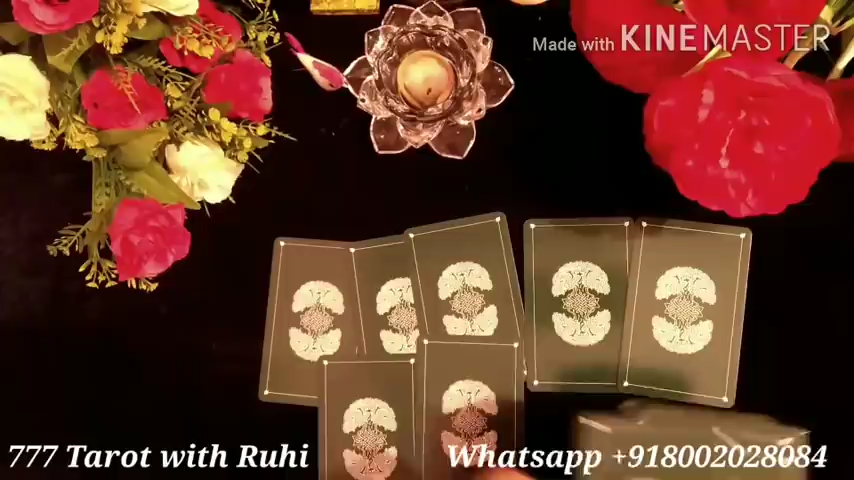 Made with KINEMASTER
777 Tarot with Ruhi
Whatsapp +918002028084